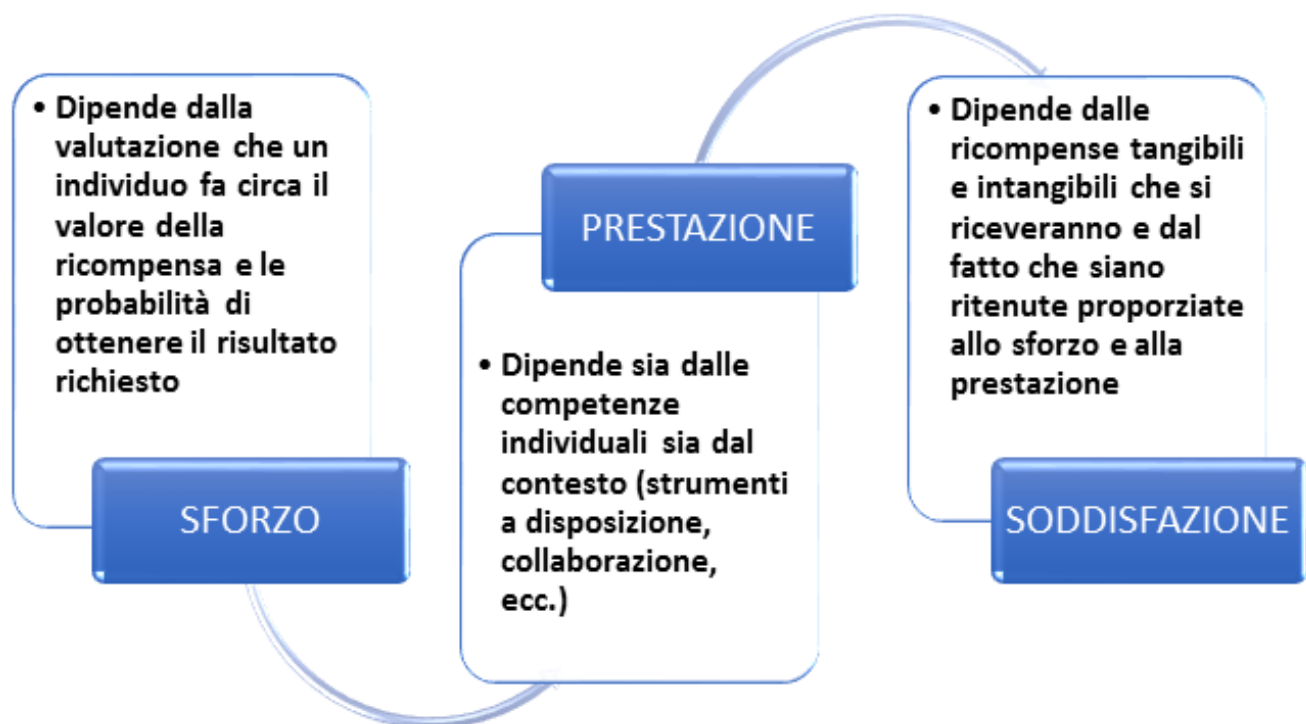 • Dipende dalla
valutazione che un
individuo fa circa il
valore della
ricompensa e le
probabilità di
ottenere il risultato
richiesto
SFORZO
PRESTAZIONE
• Dipende sia dalle
competenze
individuali sia dal
contesto (strumenti
a disposizione,
collaborazione,
ecc.)
• Dipende dalle
ricompense tangibili
e intangibili che si
riceveranno e dal
fatto che siano
ritenute proporziate
allo sforzo e alla
prestazione
SODDISFAZIONE